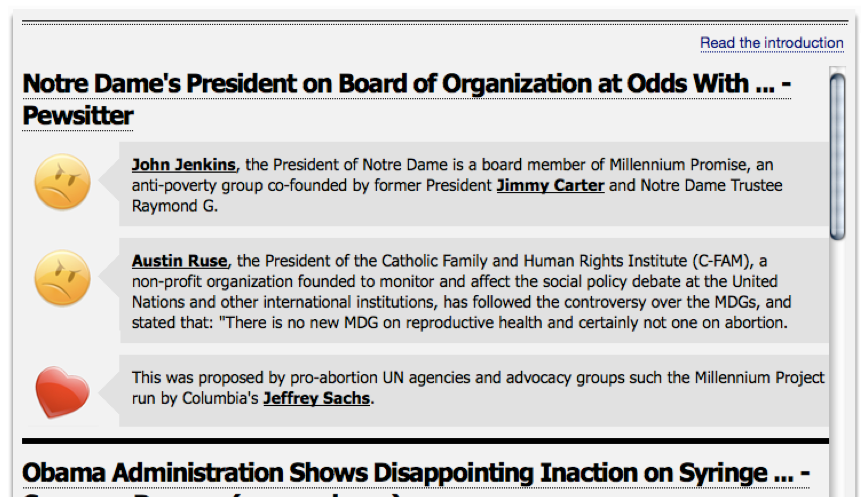 Read the introduction
Notre Dame's President on Board of Organization at Odds With ... -
Pewsitter
John Jenkins, the President of Notre Dame is a board member of Millennium Promise, an
anti-poverty group co-founded by former President Jimmy Carter and Notre Dame Trustee
Raymond G.
Austin Ruse, the President of the Catholic Family and Human Rights Institute (C-FAM), a
non-profit organization founded to monitor and affect the social policy debate at the United
Nations and other international institutions, has followed the controversy over the MDGs, and
stated that: "There is no new MDG on reproductive health and certainly not one on abortion.
This was proposed by pro-abortion UN agencies and advocacy groups such the Millennium Project
run by Columbia's Jeffrey Sachs.
Obama Administration Shows Disappointing Inaction on Syringe ... -